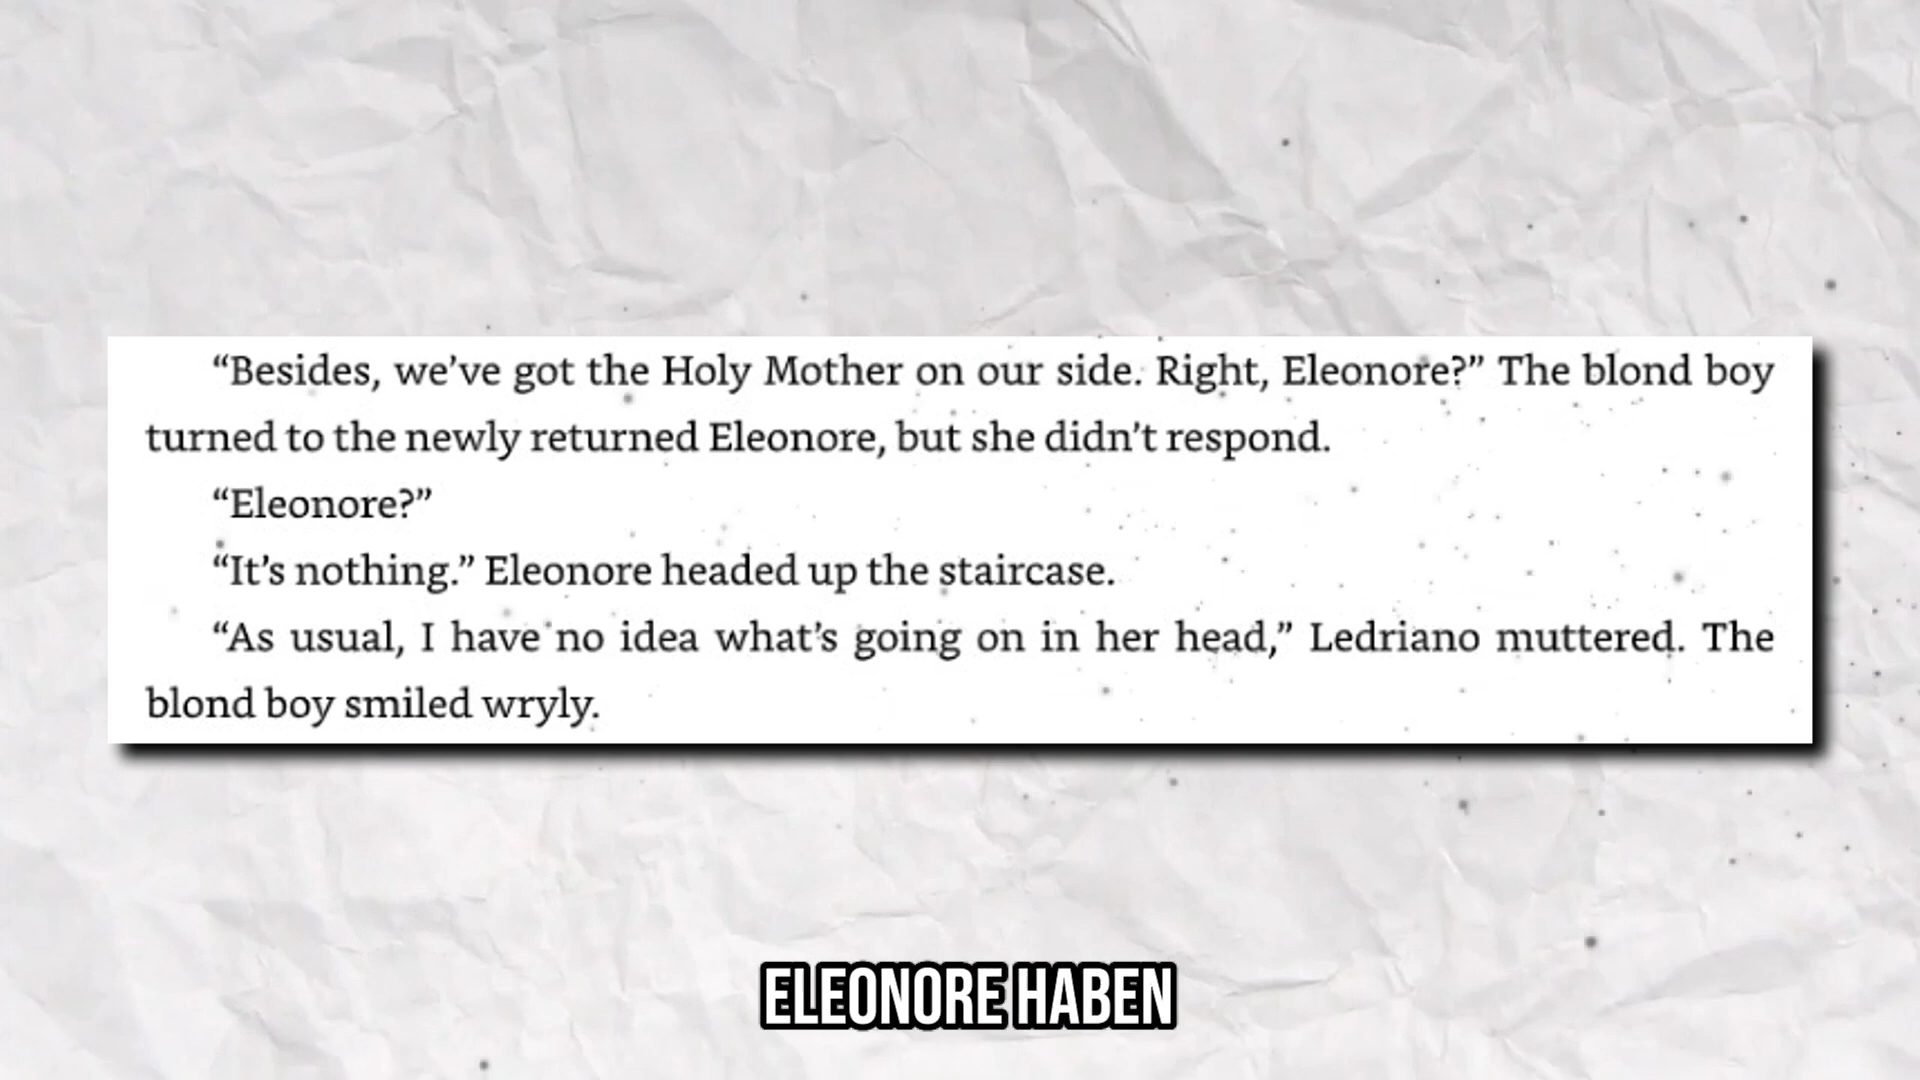 “Besides, we’ve got the Holy Mother on our side. Right, Eleonore?” The blond boy
turned to the newly returned Eleonore, but she didn’t respond.
“Eleonore?”
“It’s nothing.” Eleonore headed up the staircase.
“As usual, I have no idea what’s going on in her head,” Ledriano muttered. The
blond boy smiled wryly.
ELEONORE HABEN